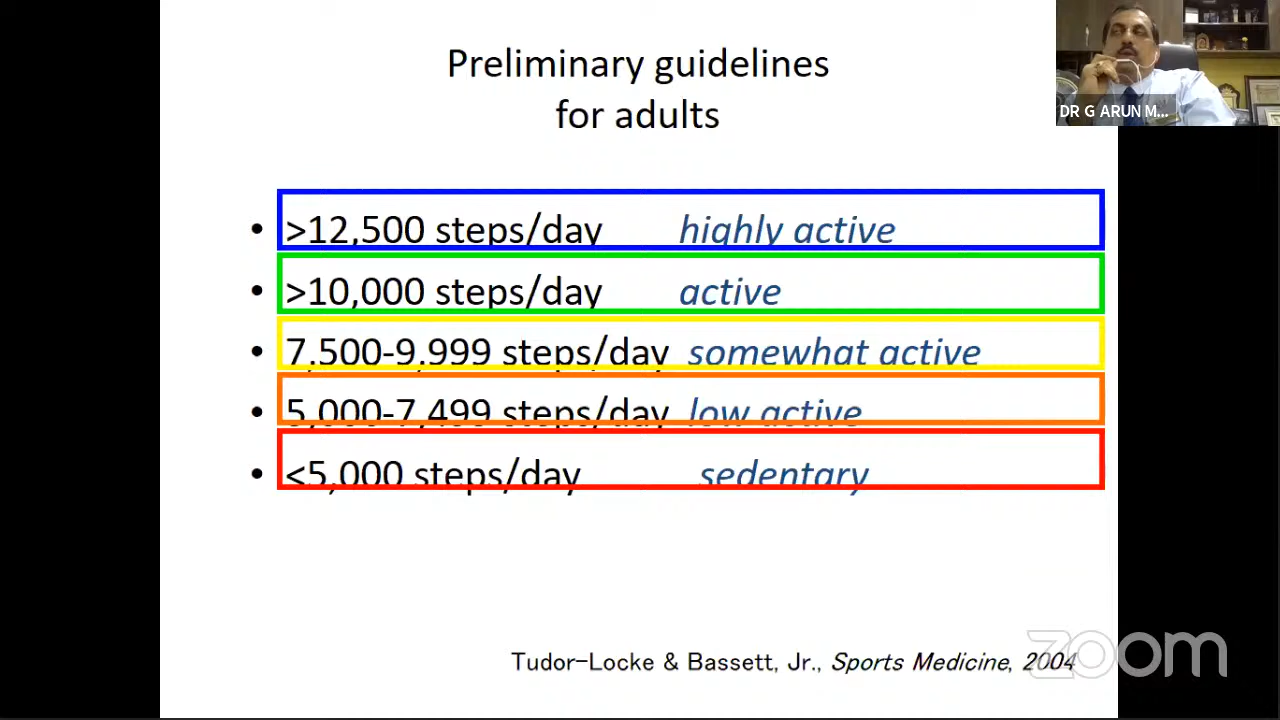 Preliminary guidelines
for adults
DR G ARUN M...
• >12,500 steps/day highly active
• >10,000 steps/day active
• 7,500-9,999 steps/day somewhat active
• 5,000-7,499 steps/day low active
• <5,000 steps/day sedentary
Tudor-Locke & Bassett, Jr., Sports Medicine, 2004
zoom